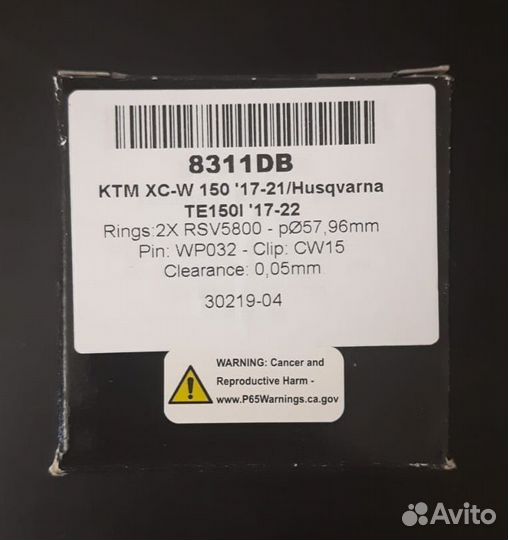 8311DB
KTM XC-W 150 '17-21/Husqvarna
TE150I '17-22
Rings:2X RSV5800 - pØ57,96mm
Pin: WP032 - Clip: CW15
Clearance: 0,05mm
30219-04
WARNING: Cancer and
Reproductive Harm -
www.P65Warnings.ca.gov
Avito